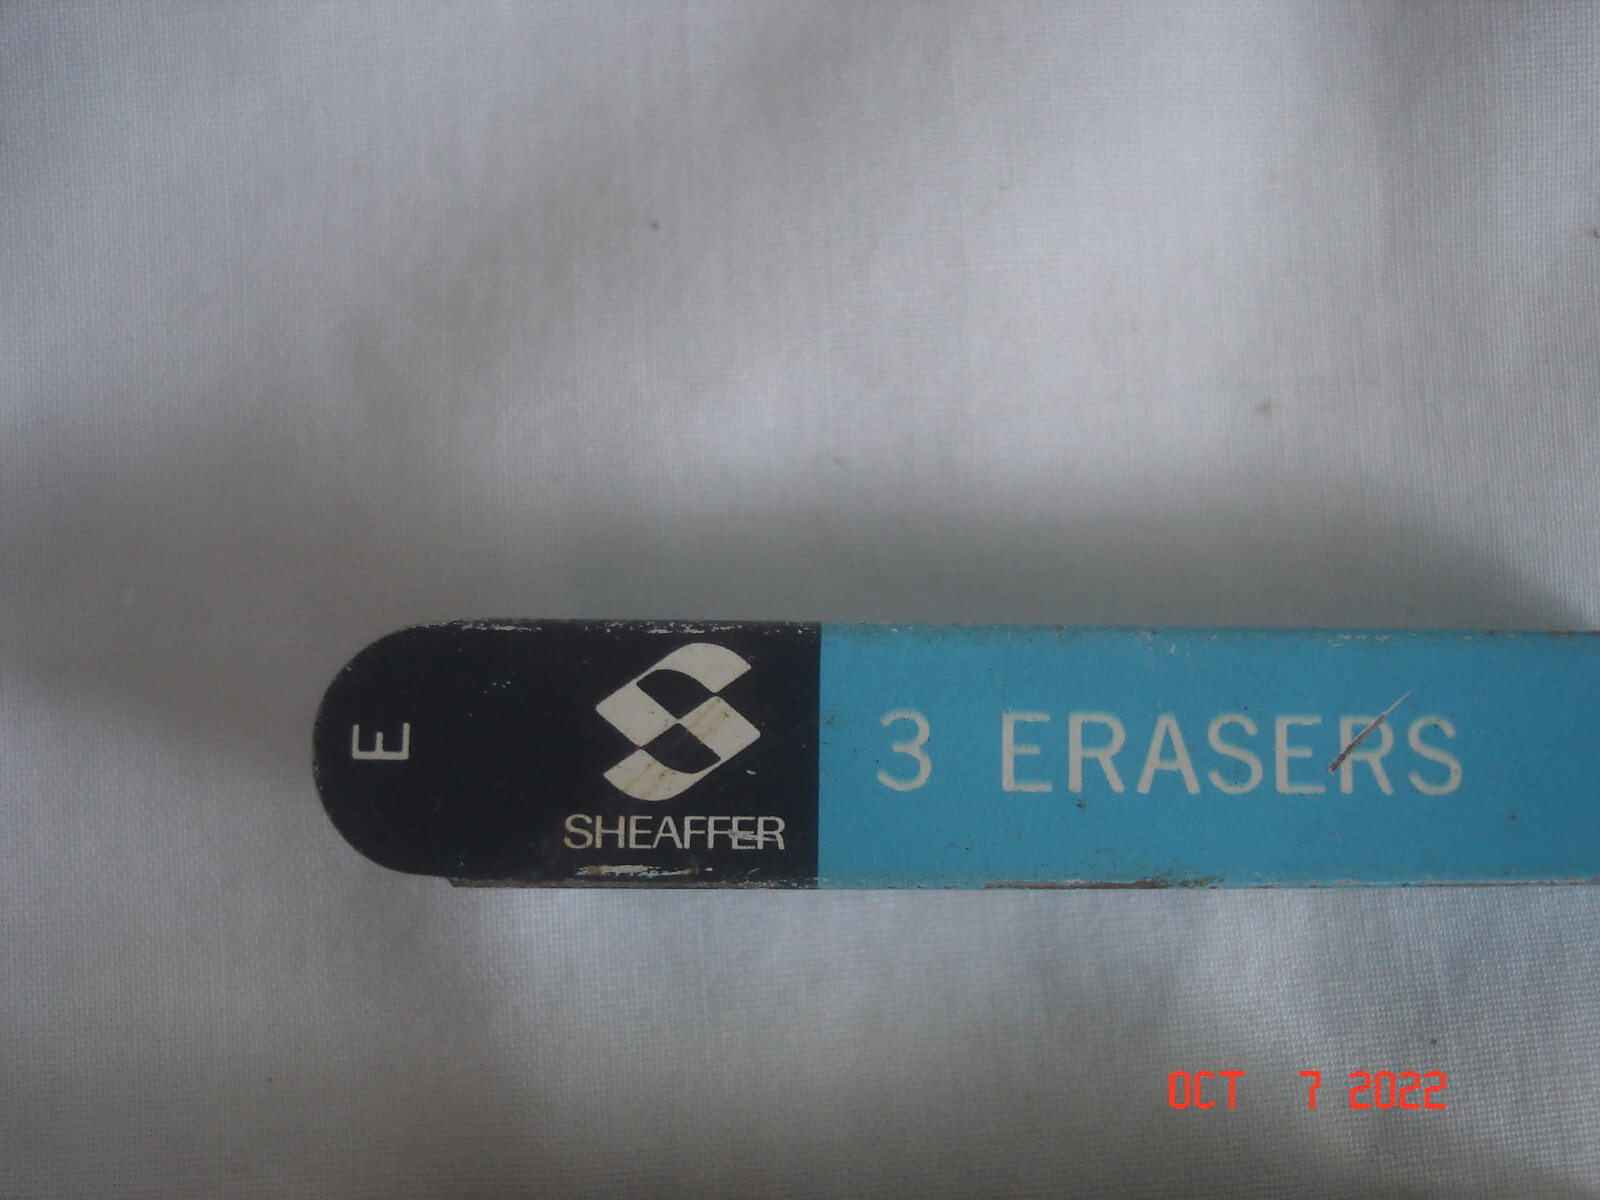 E
SHEAFFER
3 ERASERS
OCT 7 2022